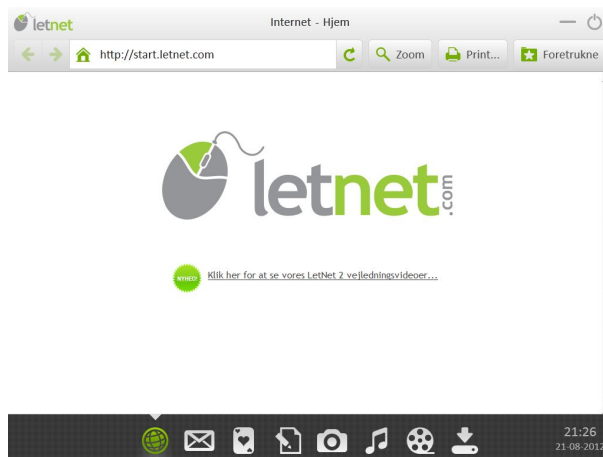 letnet
Internet - Hjem
http://start.letnet.com
Zoom
Print...
Foretrukne
letnet.com
NYHED!
Klik her for at se vores LetNet 2 vejledningsvideoer...
21:26
21-08-2012